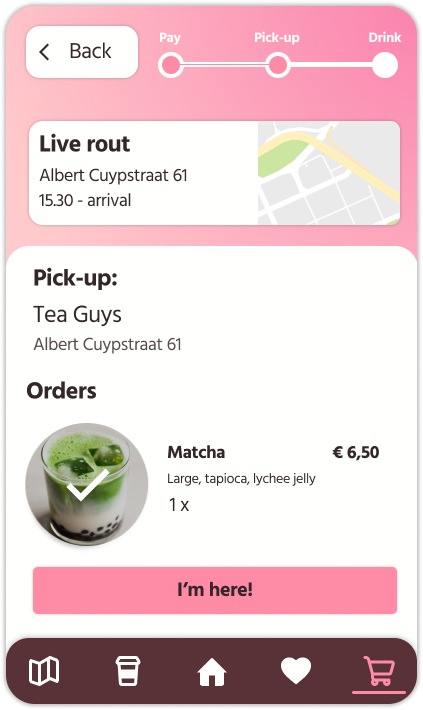 Back
Pay
Pick-up
Drink
Live rout
Albert Cuypstraat 61
15.30 - arrival
Pick-up:
Tea Guys
Albert Cuypstraat 61
Orders
Matcha € 6,50
Large, tapioca, lychee jelly
1 x
I’m here!